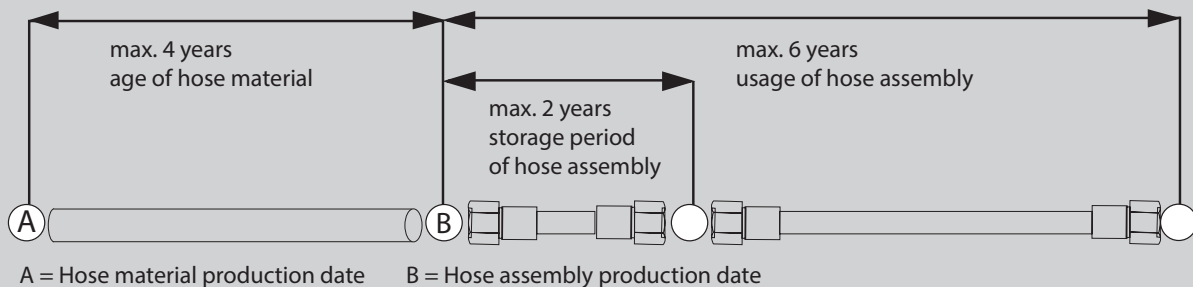 max. 4 years
age of hose material
max. 6 years
usage of hose assembly
max. 2 years
storage period
of hose assembly
A
B
A = Hose material production date
B = Hose assembly production date